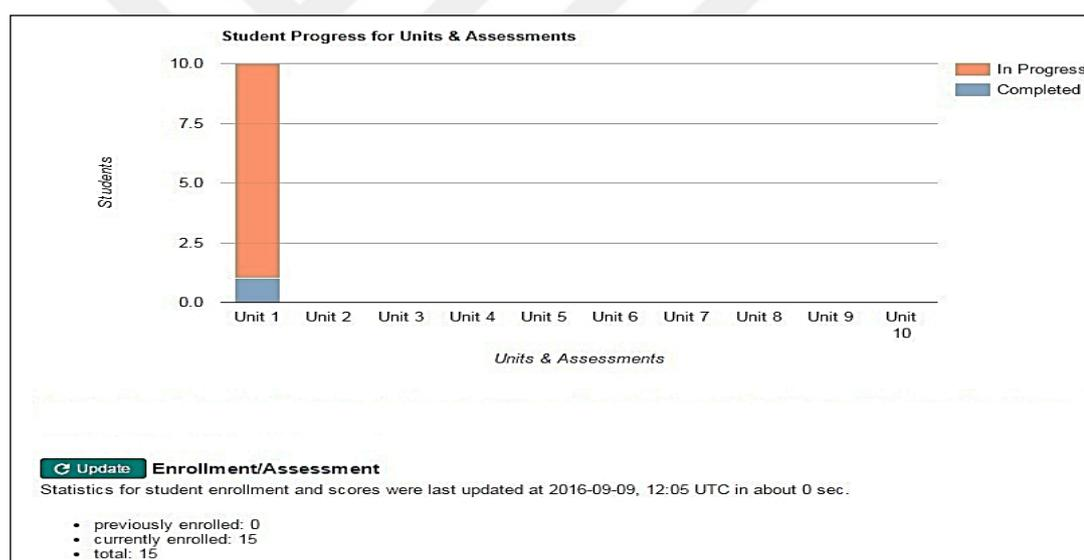 Student Progress for Units & Assessments
10.0
7.5
5.0
2.5
0.0
Students
In Progress
Completed
Unit 1 Unit 2 Unit 3 Unit 4 Unit 5 Unit 6 Unit 7 Unit 8 Unit 9 Unit
10
Units & Assessments
Update Enrollment/Assessment
Statistics for student enrollment and scores were last updated at 2016-09-09, 12:05 UTC in about 0 sec.
• previously enrolled: 0
• currently enrolled: 15
• total: 15